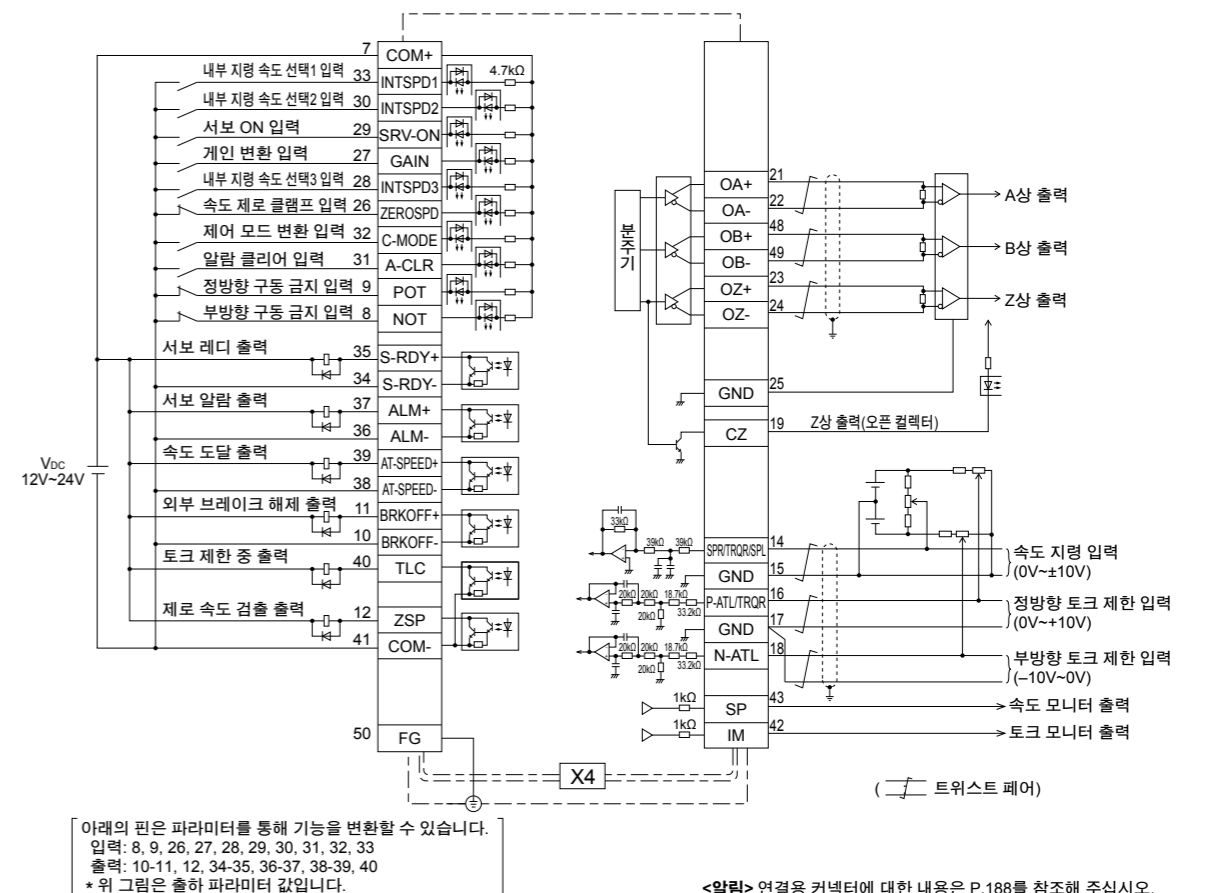 7 COM+
내부 지령 속도 선택1 입력 33 INTSPD1 4.7kΩ
내부 지령 속도 선택2 입력 30 INTSPD2
서보 ON 입력 29 SRV-ON
게인 변환 입력 27 GAIN
내부 지령 속도 선택3 입력 28 INTSPD3
속도 제로 클램프 입력 26 ZEROSPD
제어 모드 변환 입력 32 C-MODE
알람 클리어 입력 31 A-CLR
정방향 구동 금지 입력 9 POT
부방향 구동 금지 입력 8 NOT
서보 레디 출력 35 S-RDY+
34 S-RDY-
서보 알람 출력 37 ALM+
36 ALM-
속도 도달 출력 39 AT-SPEED+
38 AT-SPEED-
VDC
12V~24V
외부 브레이크 해제 출력 11 BRKOFF+
10 BRKOFF-
토크 제한 중 출력 40 TLC
제로 속도 검출 출력 12 ZSP
41 COM-
50 FG
분주기
OA+ 21
OA- 22
A상 출력
OB+ 48
OB- 49
B상 출력
OZ+ 23
OZ- 24
Z상 출력
GND 25
CZ 19 Z상 출력(오픈 컬렉터)
33kΩ
39kΩ 39kΩ
SPR/TRQR/SPL 14
GND 15
속도 지령 입력
(0V~±10V)
20kΩ 20kΩ 18.7kΩ
20kΩ 33.2kΩ
P-ATL/TRQR 16
GND 17
정방향 토크 제한 입력
(0V~+10V)
20kΩ 20kΩ 18.7kΩ
20kΩ 33.2kΩ
N-ATL 18
부방향 토크 제한 입력
(–10V~0V)
1kΩ SP 43 속도 모니터 출력
1kΩ IM 42 토크 모니터 출력
X4
( 트위스트 페어)
아래의 핀은 파라미터를 통해 기능을 변환할 수 있습니다.
입력: 8, 9, 26, 27, 28, 29, 30, 31, 32, 33
출력: 10-11, 12, 34-35, 36-37, 38-39, 40
* 위 그림은 출하 파라미터 값입니다.
<알림> 연결용 커넥터에 대한 내용은 P.188를 참조해 주십시오.